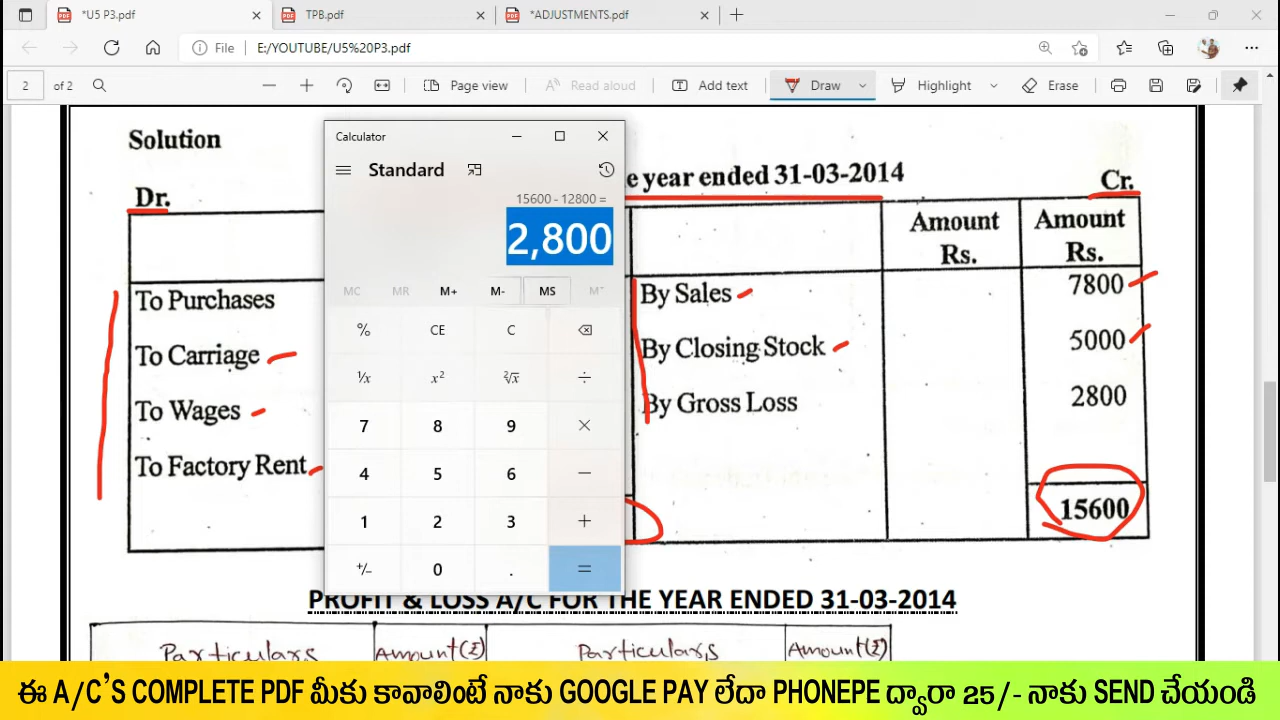 *U5 P3.pdf
TPB.pdf
*ADJUSTMENTS.pdf
File
E:/YOUTUBE/U5%20P3.pdf
2
of 2
Page view
Read aloud
Add text
Draw
Highlight
Erase
Solution
e year ended 31-03-2014
Dr.
Cr.
Amount Rs.
Amount Rs.
To Purchases
By Sales
7800
To Carriage
By Closing Stock
5000
To Wages
By Gross Loss
2800
To Factory Rent
15600
Calculator
Standard
15600 - 12800 =
2,800
MC MR M+ M- MS M˅
% CE C ⌫
¹/x x² ²√x ÷
7 8 9 ×
4 5 6 −
1 2 3 +
+/− 0 . =
PROFIT & LOSS A/C FOR THE YEAR ENDED 31-03-2014
Particulars Amount(₹) Particulars Amount(₹)
ఈ A/C'S COMPLETE PDF మీకు కావాలింటే నాకు GOOGLE PAY లేదా PHONEPE ద్వారా 25/- నాకు SEND చేయండి